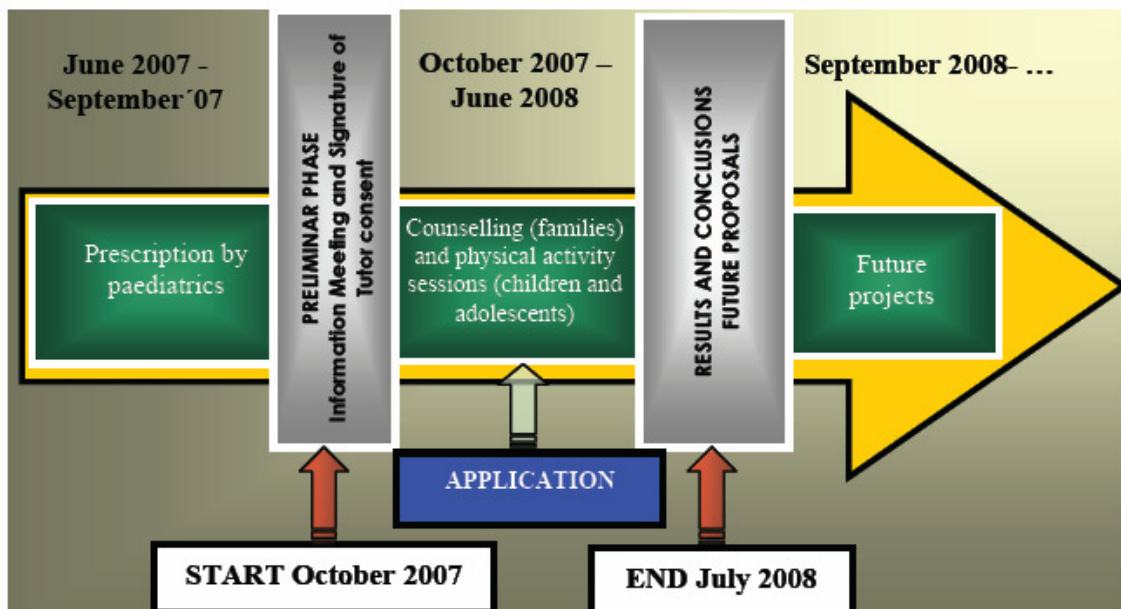 June 2007 -
September´07
PRELIMINAR PHASE
Information Meeting and Signature of
Tutor consent
October 2007 –
June 2008
RESULTS AND CONCLUSIONS
FUTURE PROPOSALS
September 2008- …
Prescription by
paediatrics
Counselling (families)
and physical activity
sessions (children and
adolescents)
Future
projects
APPLICATION
START October 2007
END July 2008